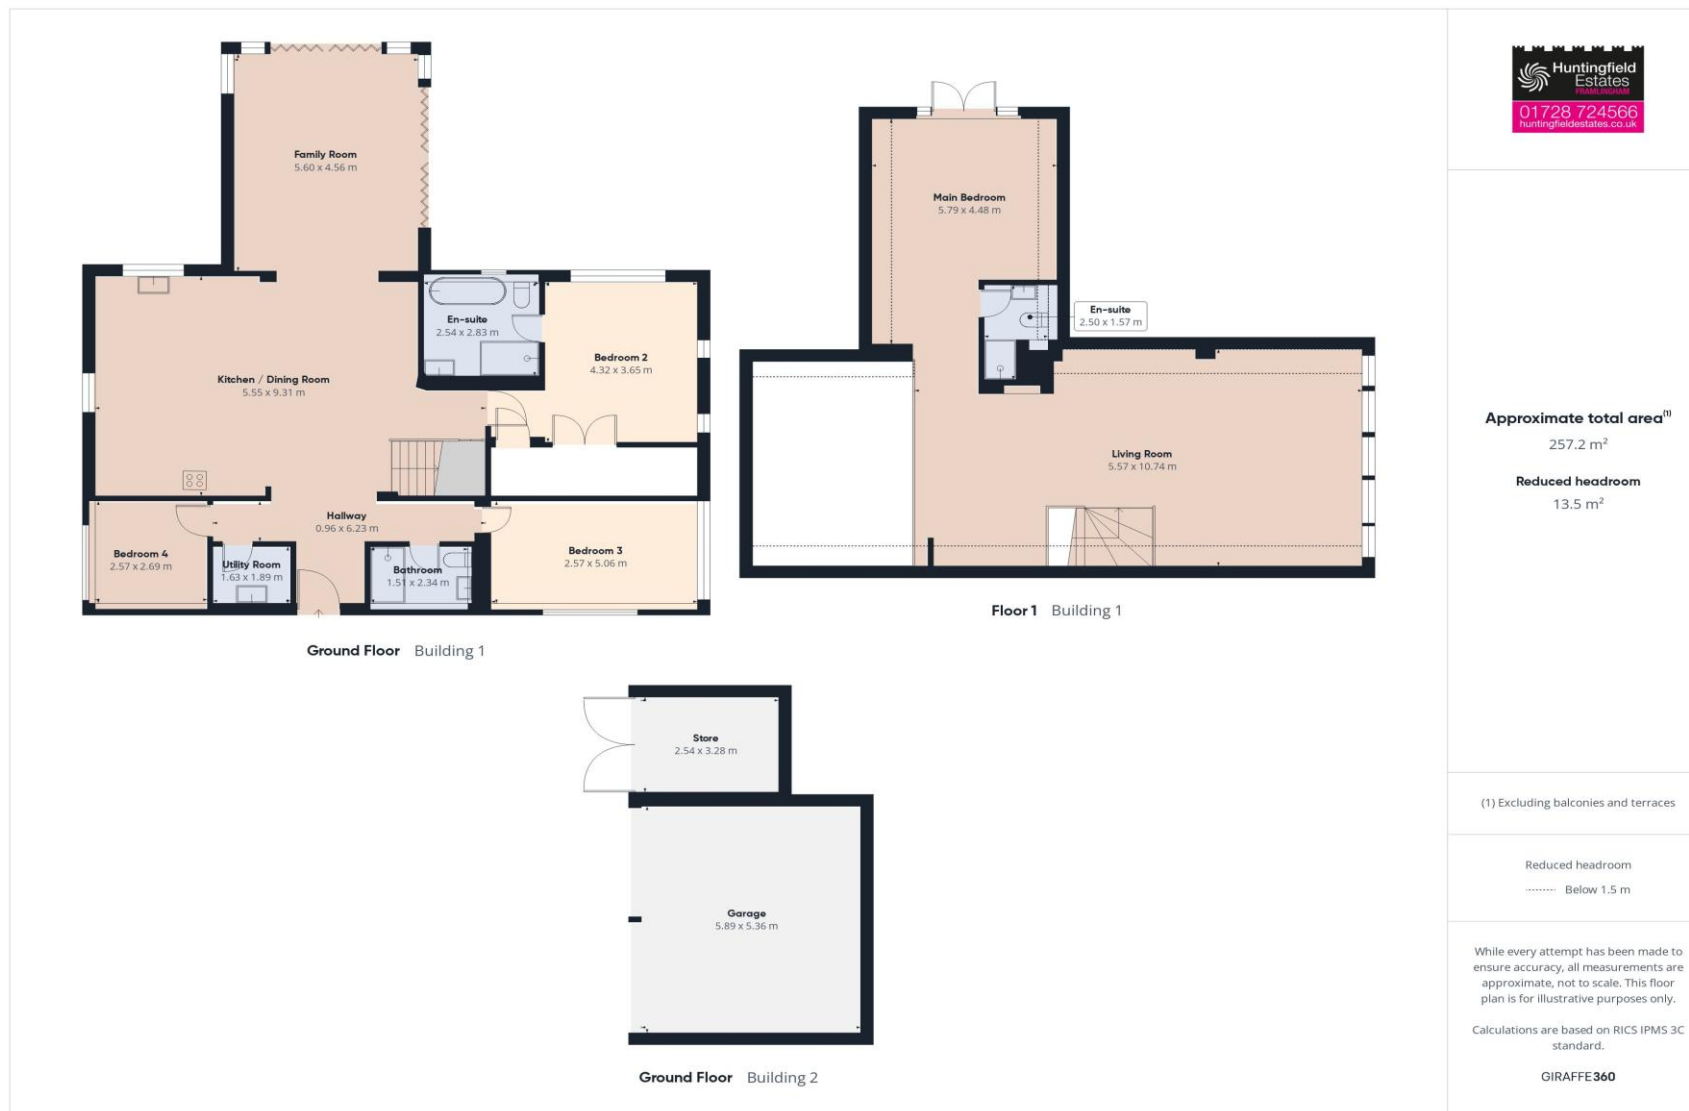 Family Room
5.60 x 4.56 m
En-suite
2.54 x 2.83 m
Bedroom 2
4.32 x 3.65 m
Kitchen / Dining Room
5.55 x 9.31 m
Hallway
0.96 x 6.23 m
Bedroom 4
2.57 x 2.69 m
Utility Room
1.63 x 1.89 m
Bathroom
1.51 x 2.34 m
Bedroom 3
2.57 x 5.06 m
Ground Floor Building 1
Main Bedroom
5.79 x 4.48 m
En-suite
2.50 x 1.57 m
Living Room
5.57 x 10.74 m
Floor 1 Building 1
Store
2.54 x 3.28 m
Garage
5.89 x 5.36 m
Ground Floor Building 2
Huntingfield
Estates
FRAMLINGHAM
01728 724566
huntingfieldestates.co.uk
Approximate total area(1)
257.2 m²
Reduced headroom
13.5 m²
(1) Excluding balconies and terraces
Reduced headroom
Below 1.5 m
While every attempt has been made to
ensure accuracy, all measurements are
approximate, not to scale. This floor
plan is for illustrative purposes only.
Calculations are based on RICS IPMS 3C
standard.
GIRAFFE360